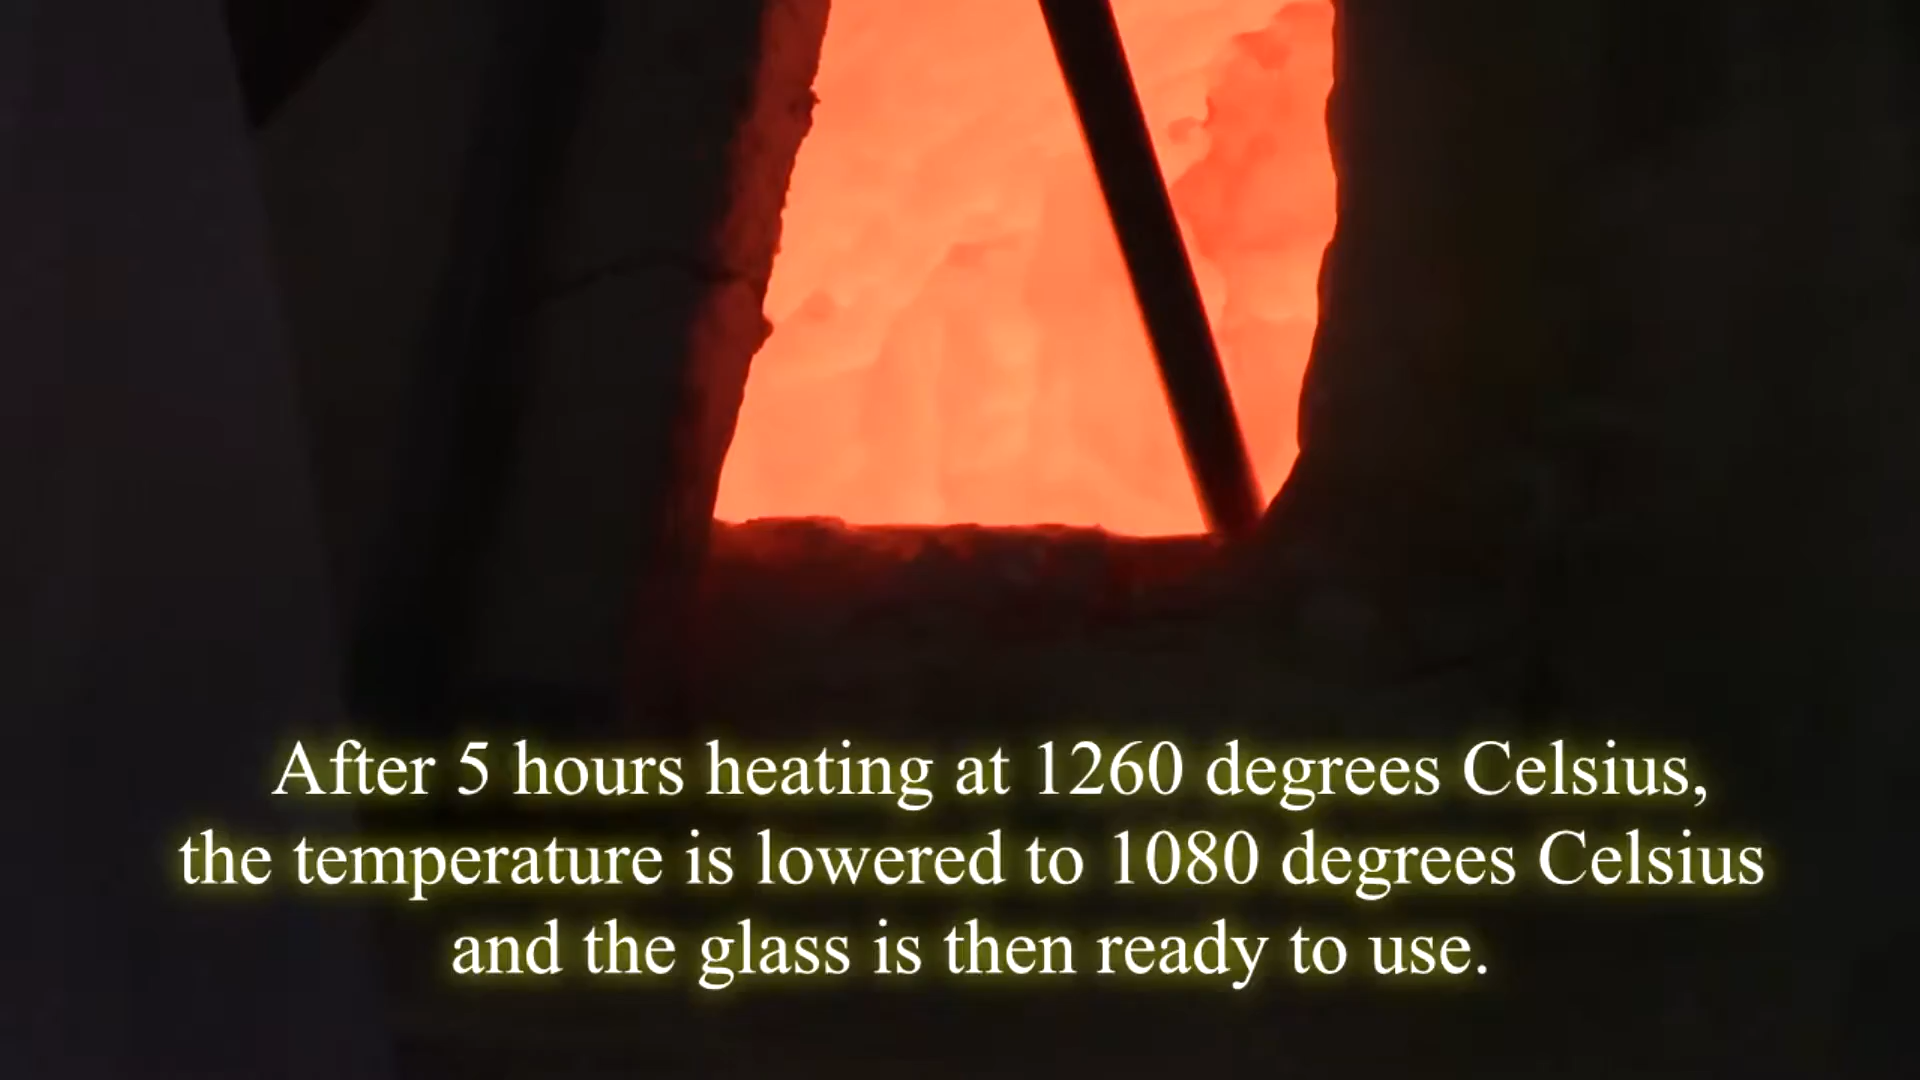 After 5 hours heating at 1260 degrees Celsius,
the temperature is lowered to 1080 degrees Celsius
and the glass is then ready to use.